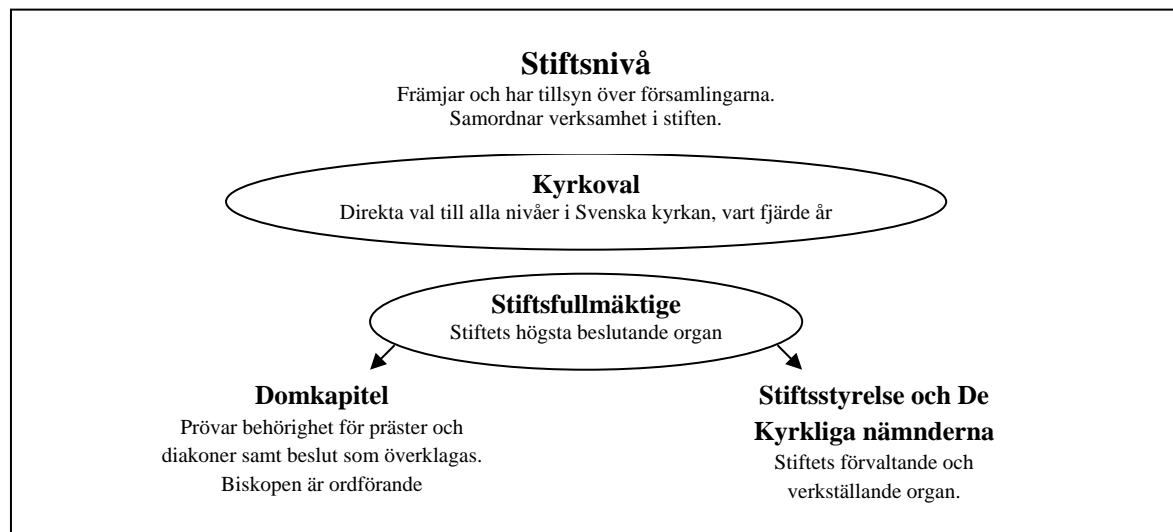 Stiftsnivå
Främjar och har tillsyn över församlingarna.
Samordnar verksamhet i stiften.
Kyrkoval
Direkta val till alla nivåer i Svenska kyrkan, vart fjärde år
Stiftsfullmäktige
Stiftets högsta beslutande organ
Domkapitel
Prövar behörighet för präster och
diakoner samt beslut som överklagas.
Biskopen är ordförande
Stiftsstyrelse och De
Kyrkliga nämnderna
Stiftets förvaltande och
verkställande organ.